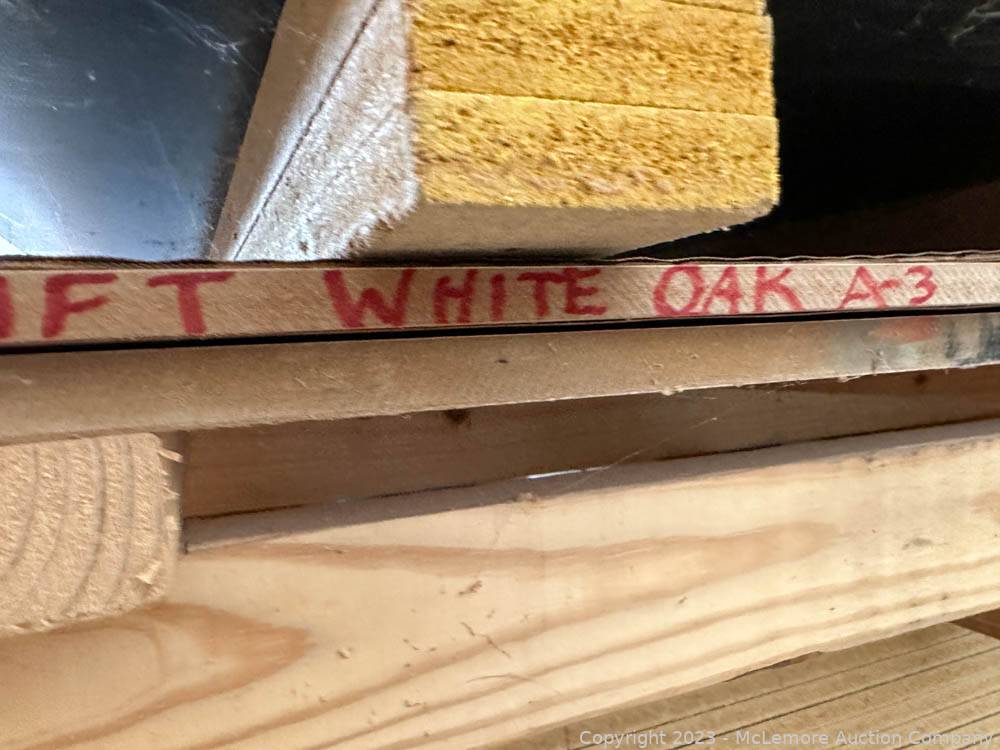 IFT WHITE OAK A-3
Copyright 2023 - McLemore Auction Company